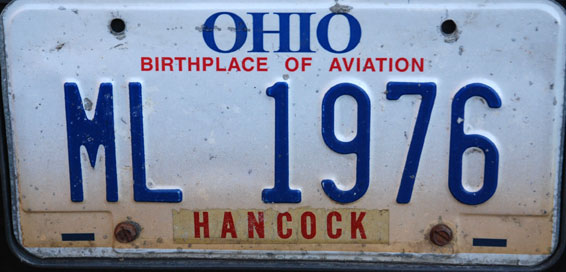 OHIO
BIRTHPLACE OF AVIATION
ML 1976
HANCOCK